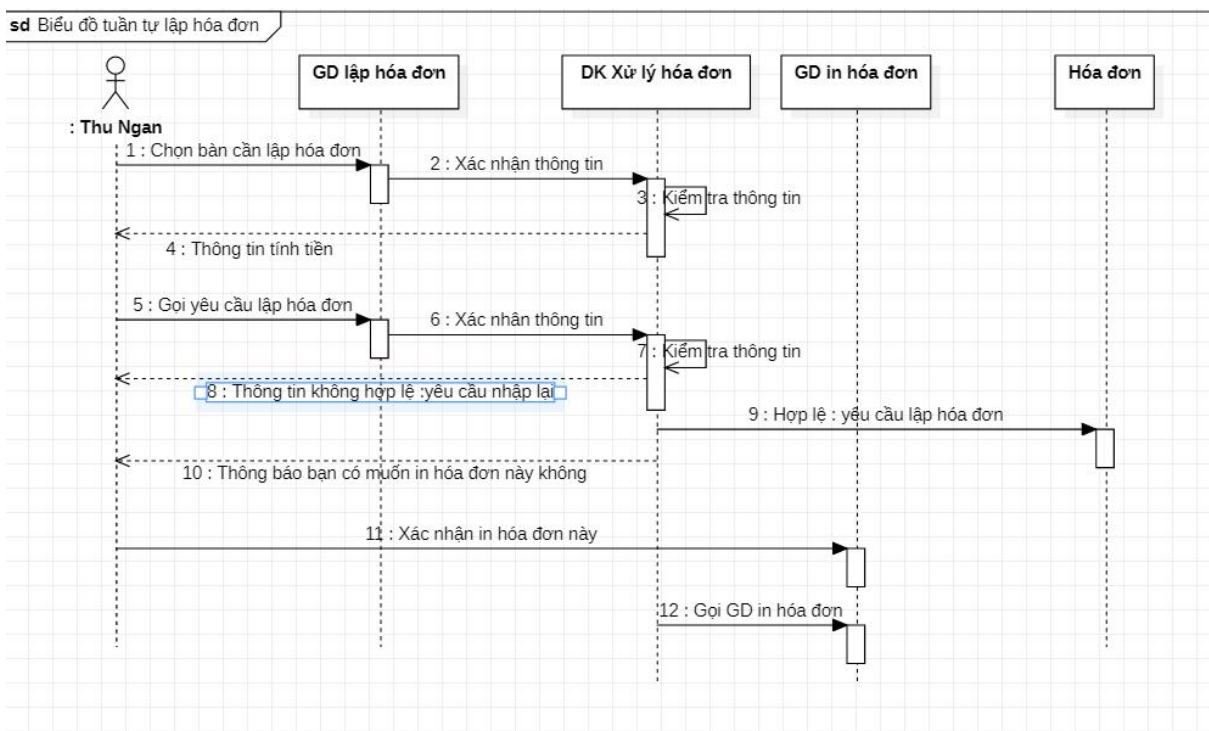 sd Biểu đồ tuần tự lập hóa đơn
GD lập hóa đơn
DK Xử lý hóa đơn
GD in hóa đơn
Hóa đơn
: Thu Ngan
1 : Chọn bàn cần lập hóa đơn
2 : Xác nhận thông tin
3 : Kiểm tra thông tin
4 : Thông tin tính tiền
5 : Gọi yêu cầu lập hóa đơn
6 : Xác nhân thông tin
7 : Kiểm tra thông tin
8 : Thông tin không hợp lệ :yêu cầu nhập lại
9 : Hợp lệ : yêu cầu lập hóa đơn
10 : Thông báo bạn có muốn in hóa đơn này không
11 : Xác nhận in hóa đơn này
12 : Gọi GD in hóa đơn